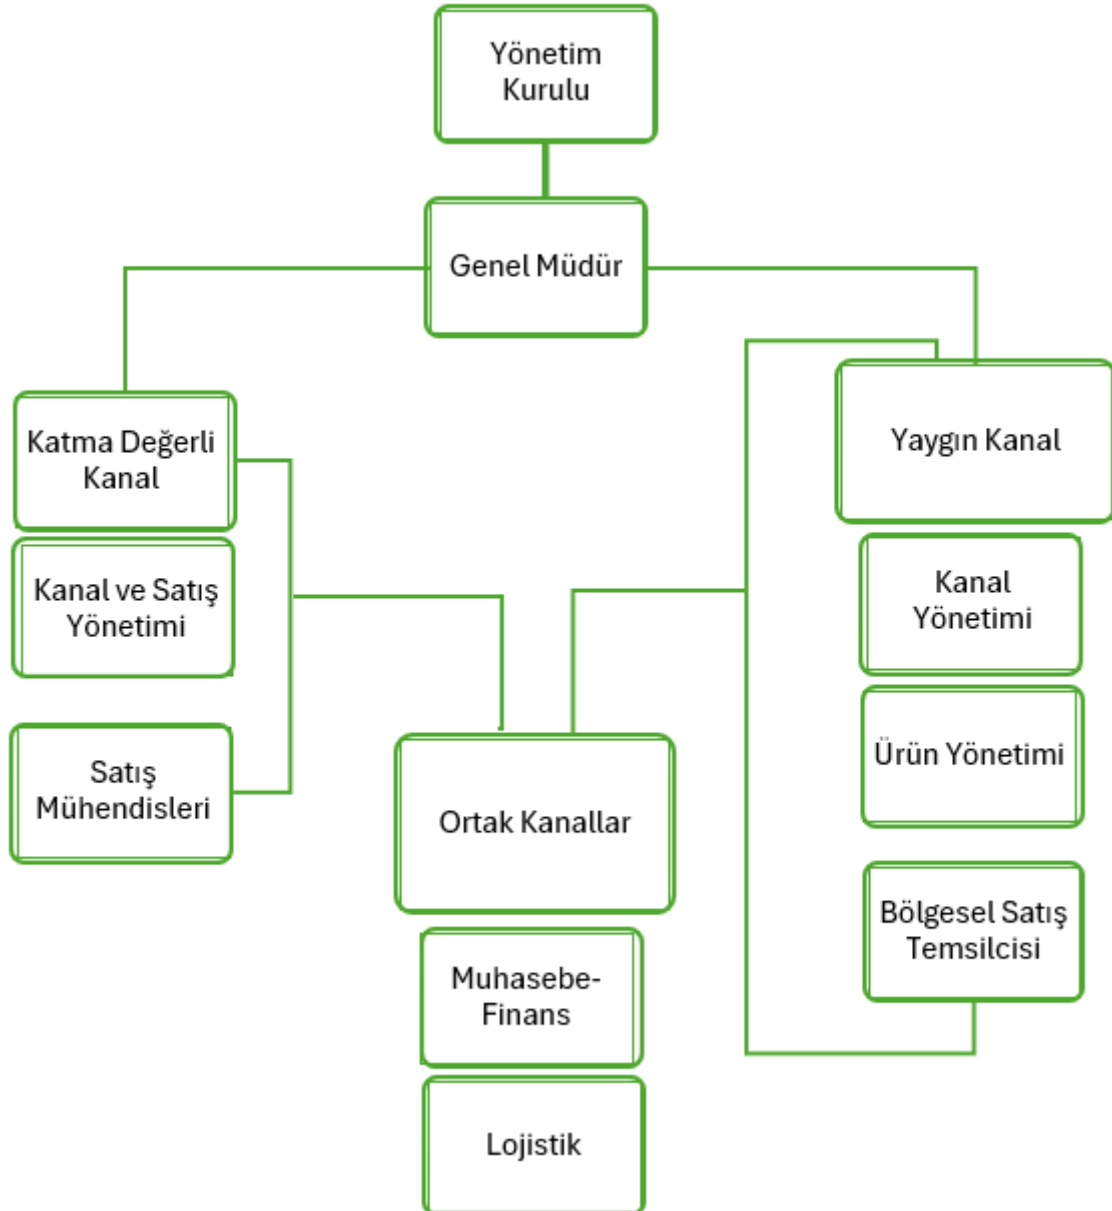 Yönetim
Kurulu
Genel Müdür
Katma Değerli
Kanal
Kanal ve Satış
Yönetimi
Satış
Mühendisleri
Ortak Kanallar
Muhasebe-
Finans
Lojistik
Yaygın Kanal
Kanal
Yönetimi
Ürün Yönetimi
Bölgesel Satış
Temsilcisi